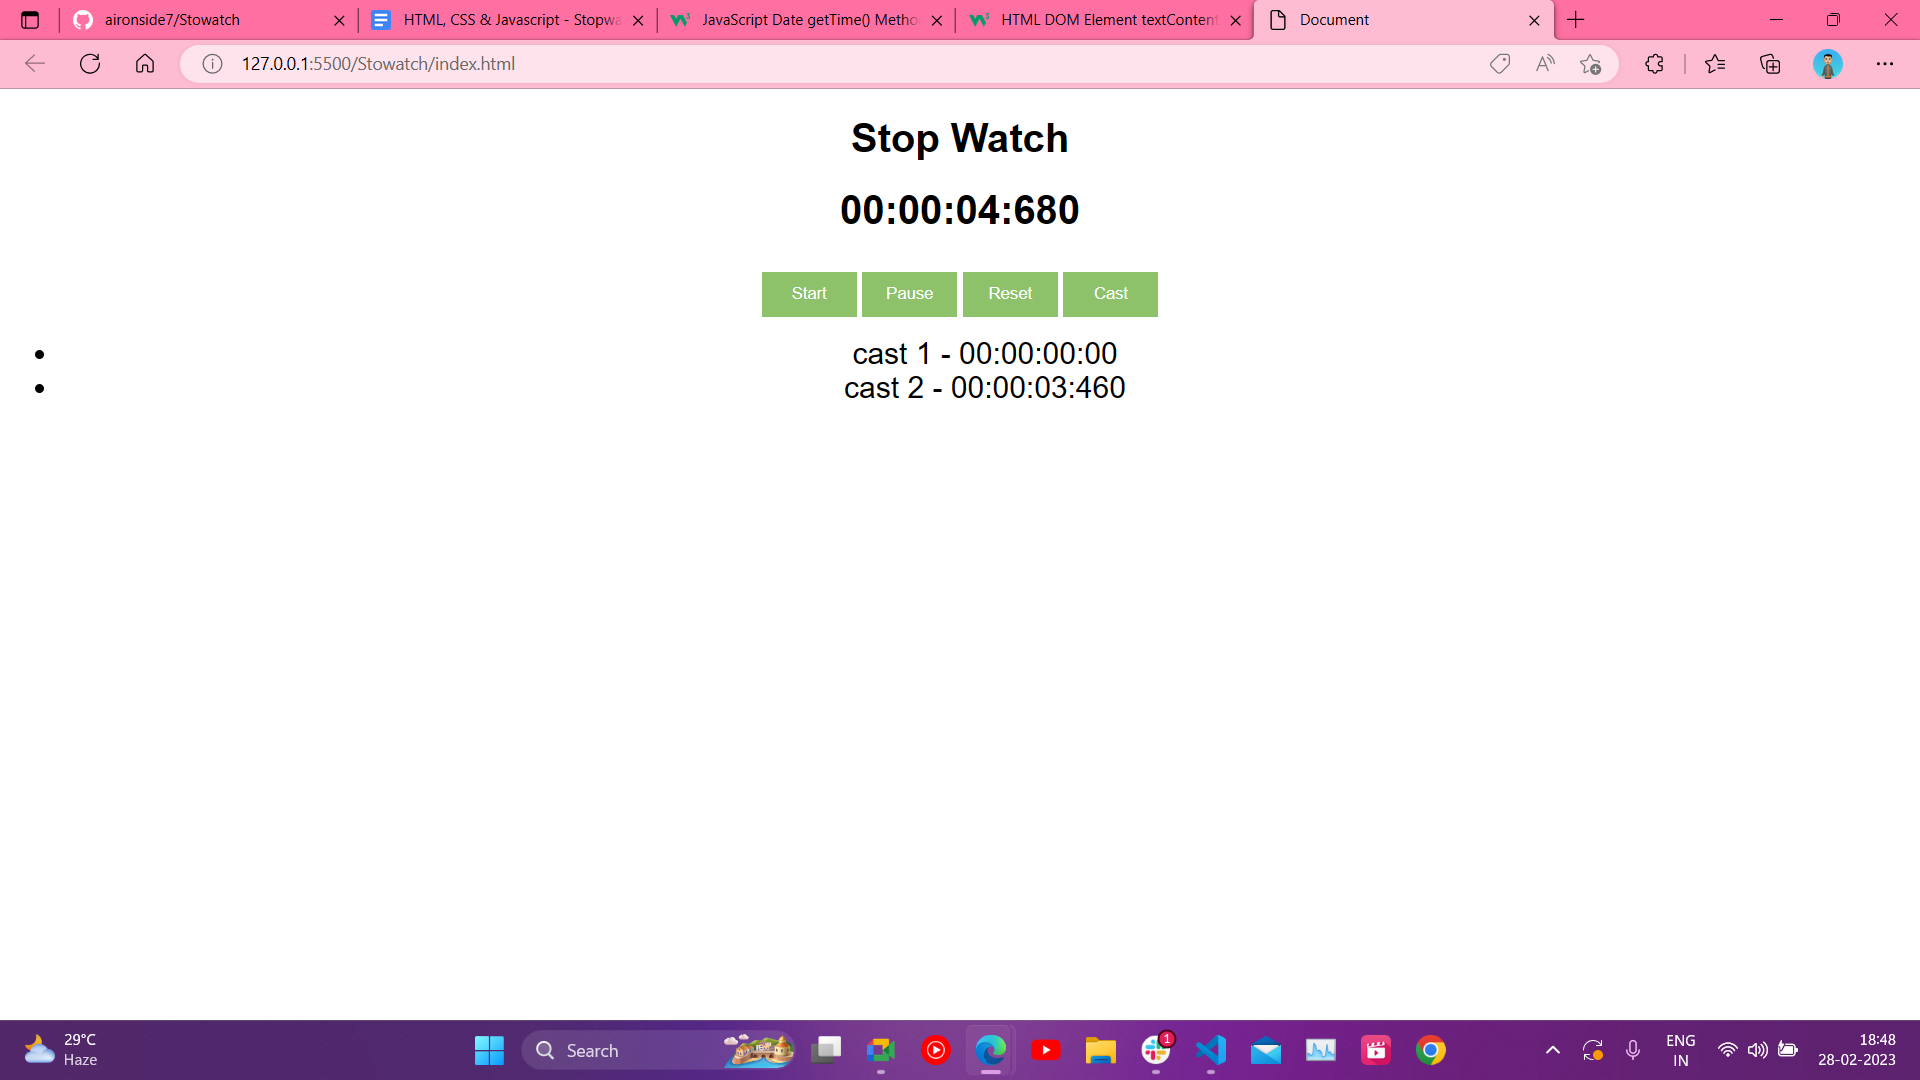 aironside7/Stowatch
HTML, CSS & Javascript - Stopwa
JavaScript Date getTime() Metho
HTML DOM Element textContent
Document
127.0.0.1:5500/Stowatch/index.html
Stop Watch
00:00:04:680
Start Pause Reset Cast
• cast 1 - 00:00:00:00
• cast 2 - 00:00:03:460
29°C
Haze
Search
1
ENG
IN
18:48
28-02-2023